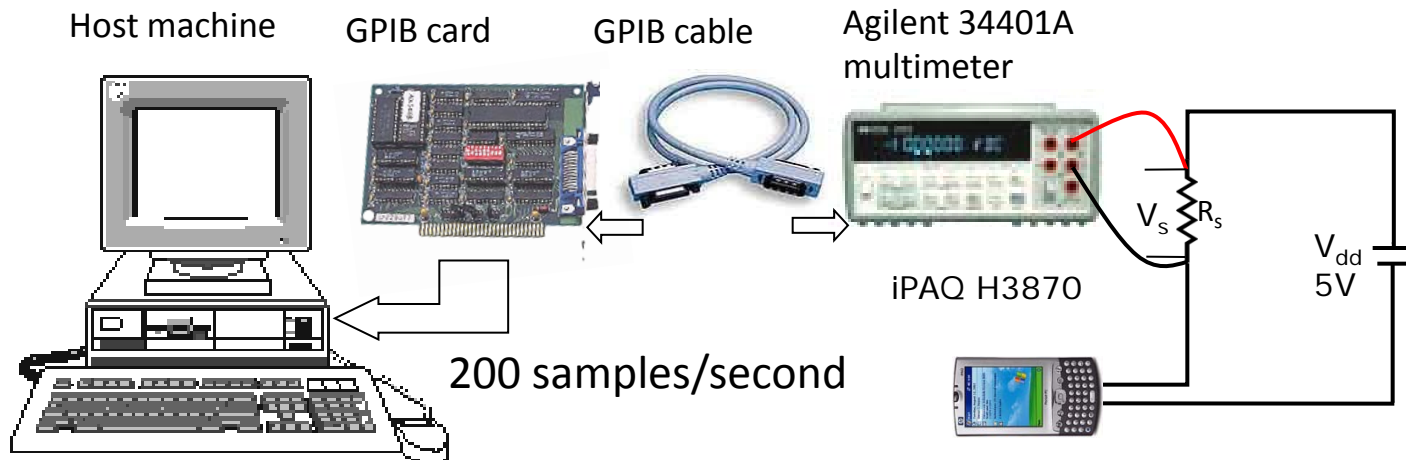 Host machine
GPIB card
GPIB cable
Agilent 34401A
multimeter
Vs
Rs
Vdd
5V
iPAQ H3870
200 samples/second